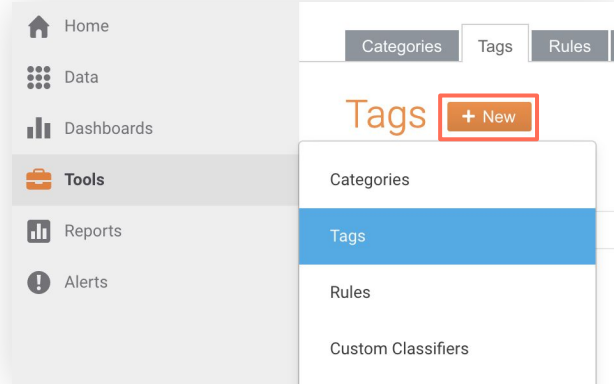 Home
Data
Dashboards
Tools
Reports
Alerts
Categories Tags Rules
Tags + New
Categories
Tags
Rules
Custom Classifiers